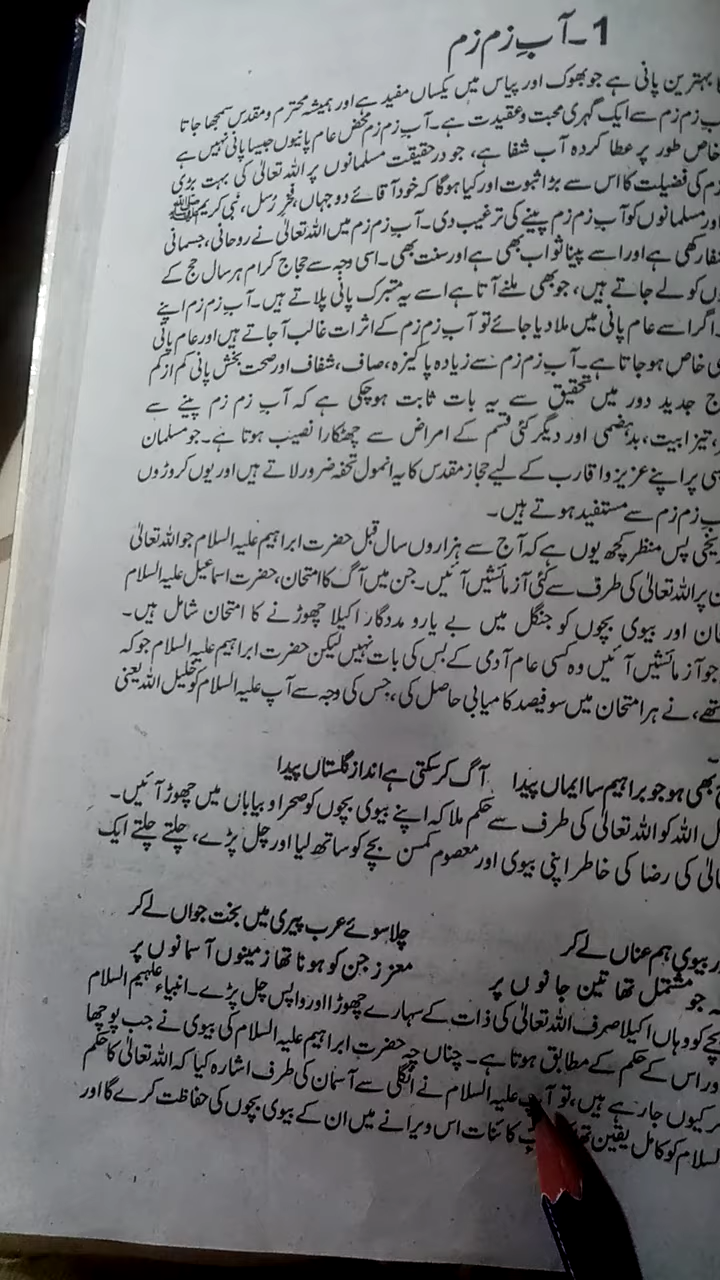 1۔آبِ زم زم
بہترین پانی ہے جو بھوک اور پیاس میں یکساں مفید ہے اور ہمیشہ محترم و مقدس سمجھا جاتا
زم زم سے ایک گہری محبت و عقیدت ہے۔ آبِ زم زم محض عام پانیوں جیسا پانی نہیں ہے
خاص طور پر عطا کردہ آب شفا ہے، جو درحقیقت مسلمانوں پر اللہ تعالیٰ کی بہت بڑی
کی فضیلت کا اس سے بڑا ثبوت اور کیا ہوگا کہ خود آقائے دو جہاں، فخرِ رُسل، نبی کریم ﷺ
اور مسلمانوں کو آبِ زم زم پینے کی ترغیب دی۔ آبِ زم زم میں اللہ تعالیٰ نے روحانی، جسمانی
رکھی ہے اور اسے پینا ثواب بھی ہے اور سنت بھی۔ اسی وجہ سے حجاج کرام ہر سال حج کے
کو لے جاتے ہیں، جو بھی ملنے آتا ہے اسے یہ متبرک پانی پلاتے ہیں۔ آبِ زم زم اپنے
اگر اسے عام پانی میں ملا دیا جائے تو آبِ زم زم کے اثرات غالب آ جاتے ہیں اور عام پانی
خاص ہو جاتا ہے۔ آبِ زم زم سے زیادہ پاکیزہ، صاف، شفاف اور صحت بخش پانی کم از کم
جدید دور میں تحقیق سے یہ بات ثابت ہوچکی ہے کہ آبِ زم زم پینے سے
تیزابیت، بدہضمی اور دیگر کئی قسم کے امراض سے چھٹکارا نصیب ہوتا ہے۔ جو مسلمان
پر اپنے عزیز و اقارب کے لیے حجاز مقدس کا یہ انمول تحفہ ضرور لاتے ہیں اور یوں کروڑوں
زم زم سے مستفید ہوتے ہیں۔
پس منظر کچھ یوں ہے کہ آج سے ہزاروں سال قبل حضرت ابراہیم علیہ السلام جو اللہ تعالیٰ
پر اللہ تعالیٰ کی طرف سے کئی آزمائشیں آئیں۔ جن میں آگ کا امتحان، حضرت اسماعیل علیہ السلام
اور بیوی بچوں کو جنگل میں بے یارو مددگار اکیلا چھوڑنے کا امتحان شامل ہیں۔
جو آزمائشیں آئیں وہ کسی عام آدمی کے بس کی بات نہیں لیکن حضرت ابراہیم علیہ السلام جو کہ
تھے، نے ہر امتحان میں سو فیصد کامیابی حاصل کی، جس کی وجہ سے آپ علیہ السلام کو خلیل اللہ یعنی
بھی ہو جو براہیم سا ایماں پیدا آگ کر سکتی ہے انداز گلستاں پیدا
اللہ کو اللہ تعالیٰ کی طرف سے حکم ملا کہ اپنے بیوی بچوں کو صحرا و بیاباں میں چھوڑ آئیں۔
کی رضا کی خاطر اپنی بیوی اور معصوم کمسن بچے کو ساتھ لیا اور چل پڑے، چلتے چلتے ایک
اور بیوی ہم عناں لے کر چلا سوئے عرب پیری میں بخت جواں لے کر
جو مشتمل تھا تین جانوں پر معزز جن کو ہونا تھا زمینوں آسمانوں پر
بچے کو وہاں اکیلا صرف اللہ تعالیٰ کی ذات کے سہارے چھوڑا اور واپس چل پڑے۔ انبیاء علیہم السلام
اور اس کے حکم کے مطابق ہوتا ہے۔ چناں چہ حضرت ابراہیم علیہ السلام کی بیوی نے جب پوچھا
کیوں جا رہے ہیں، تو آپ علیہ السلام نے انگلی سے آسمان کی طرف اشارہ کیا کہ اللہ تعالیٰ کا حکم
السلام کو کامل یقین تھا کائنات اس ویرانے میں ان کے بیوی بچوں کی حفاظت کرے گا اور